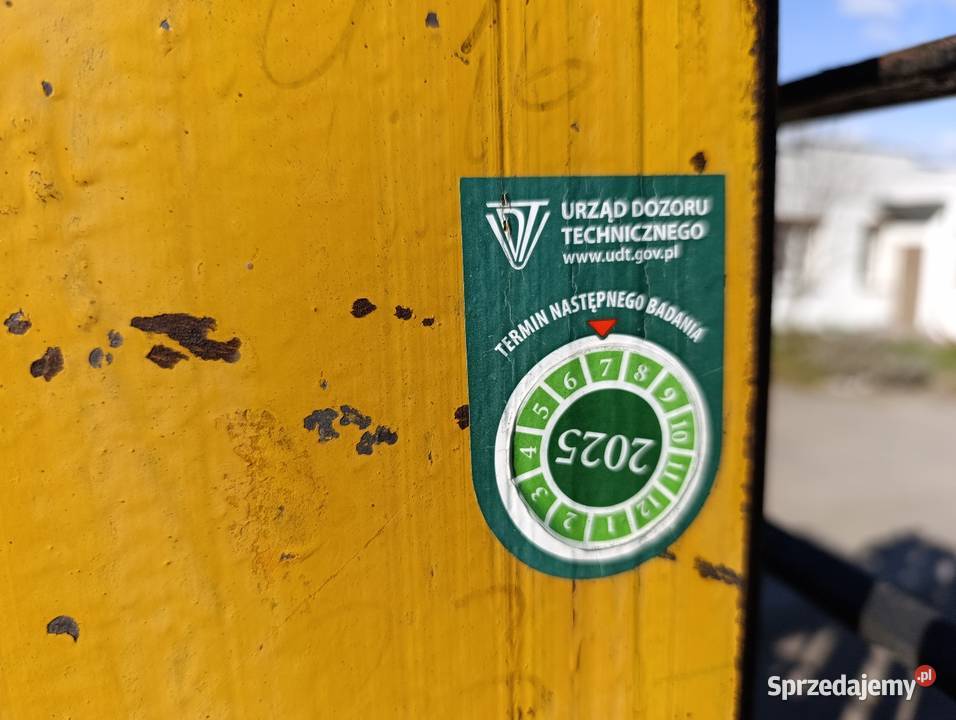 UDT
URZĄD DOZORU
TECHNICZNEGO
www.udt.gov.pl
TERMIN NASTĘPNEGO BADANIA
1 2 3 4 5 6 7 8 9 10 11 12
2025
Sprzedajemy.pl